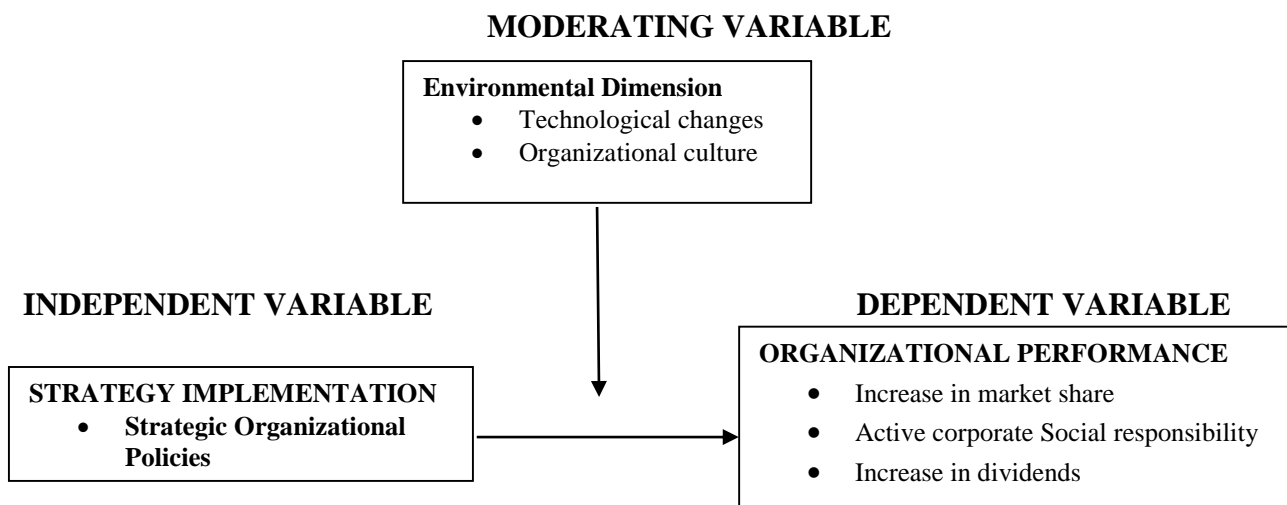 MODERATING VARIABLE
Environmental Dimension
• Technological changes
• Organizational culture
INDEPENDENT VARIABLE
STRATEGY IMPLEMENTATION
• Strategic Organizational
Policies
DEPENDENT VARIABLE
ORGANIZATIONAL PERFORMANCE
• Increase in market share
• Active corporate Social responsibility
• Increase in dividends